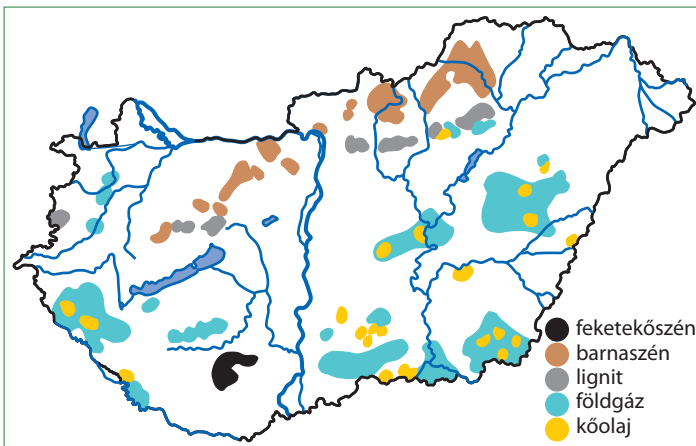 feketekőszén
barnaszén
lignit
földgáz
kőolaj